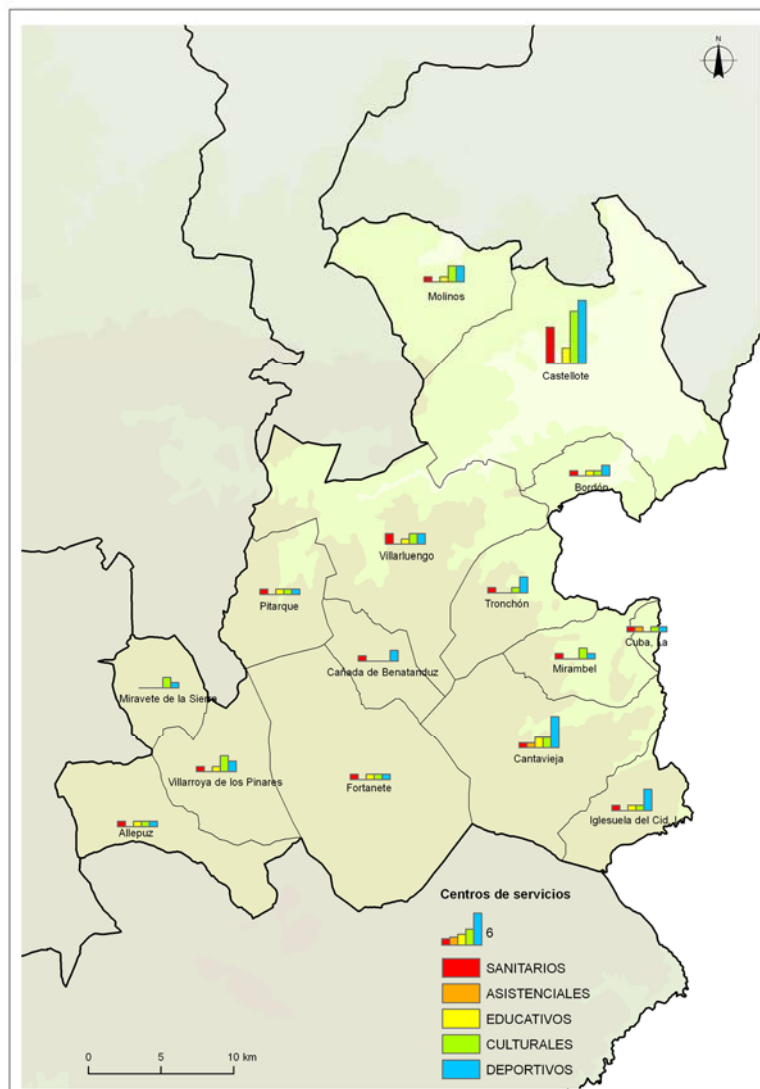 N
Molinos
Castellote
Bordón
Villarluengo
Pitarque
Tronchón
Cuba, La
Cañada de Benatanduz
Mirambel
Miravete de la Sierra
Cantavieja
Villarroya de los Pinares
Fortanete
Iglesuela del Cid, L
Allepuz
Centros de servicios
6
SANITARIOS
ASISTENCIALES
EDUCATIVOS
CULTURALES
DEPORTIVOS
0 5 10 km